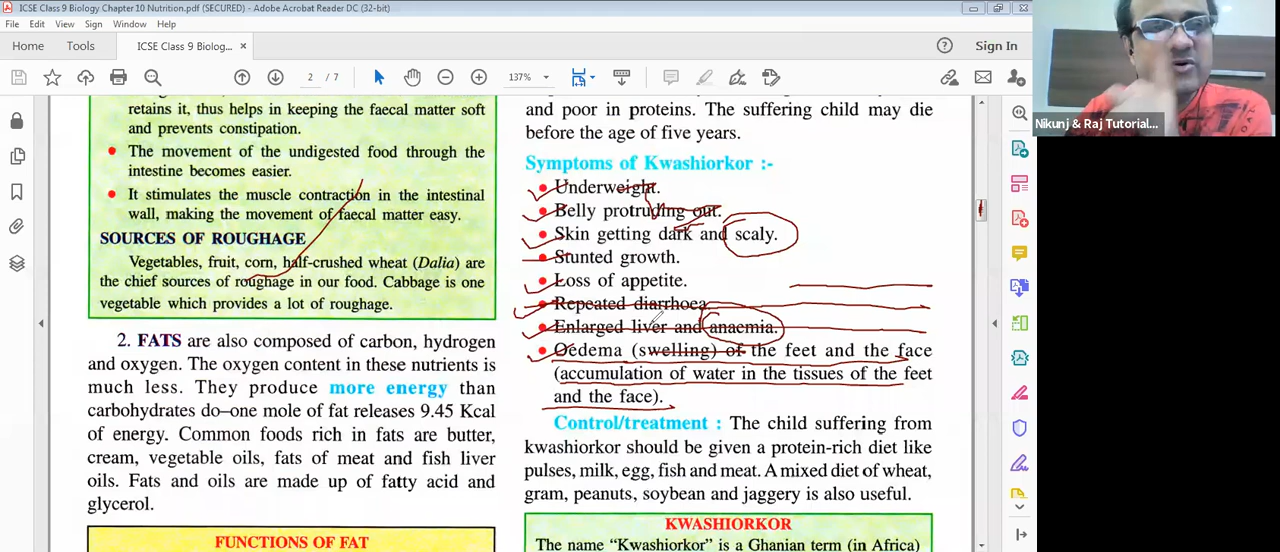 ICSE Class 9 Biology Chapter 10 Nutrition.pdf (SECURED) - Adobe Acrobat Reader DC (32-bit)
File Edit View Sign Window Help
Home Tools ICSE Class 9 Biolog... × Sign In
2 / 7 137%
retains it, thus helps in keeping the faecal matter soft
and prevents constipation.
The movement of the undigested food through the
intestine becomes easier.
It stimulates the muscle contraction in the intestinal
wall, making the movement of faecal matter easy.
SOURCES OF ROUGHAGE
Vegetables, fruit, corn, half-crushed wheat (Dalia) are
the chief sources of roughage in our food. Cabbage is one
vegetable which provides a lot of roughage.
2. FATS are also composed of carbon, hydrogen
and oxygen. The oxygen content in these nutrients is
much less. They produce more energy than
carbohydrates do–one mole of fat releases 9.45 Kcal
of energy. Common foods rich in fats are butter,
cream, vegetable oils, fats of meat and fish liver
oils. Fats and oils are made up of fatty acid and
glycerol.
FUNCTIONS OF FAT
and poor in proteins. The suffering child may die
before the age of five years.
Symptoms of Kwashiorkor :-
Underweight.
Belly protruding out.
Skin getting dark and scaly.
Stunted growth.
Loss of appetite.
Repeated diarrhoea.
Enlarged liver and anaemia.
Oedema (swelling) of the feet and the face
(accumulation of water in the tissues of the feet
and the face).
Control/treatment : The child suffering from
kwashiorkor should be given a protein-rich diet like
pulses, milk, egg, fish and meat. A mixed diet of wheat,
gram, peanuts, soybean and jaggery is also useful.
KWASHIORKOR
The name “Kwashiorkor” is a Ghanian term (in Africa)
Nikunj & Raj Tutorial...